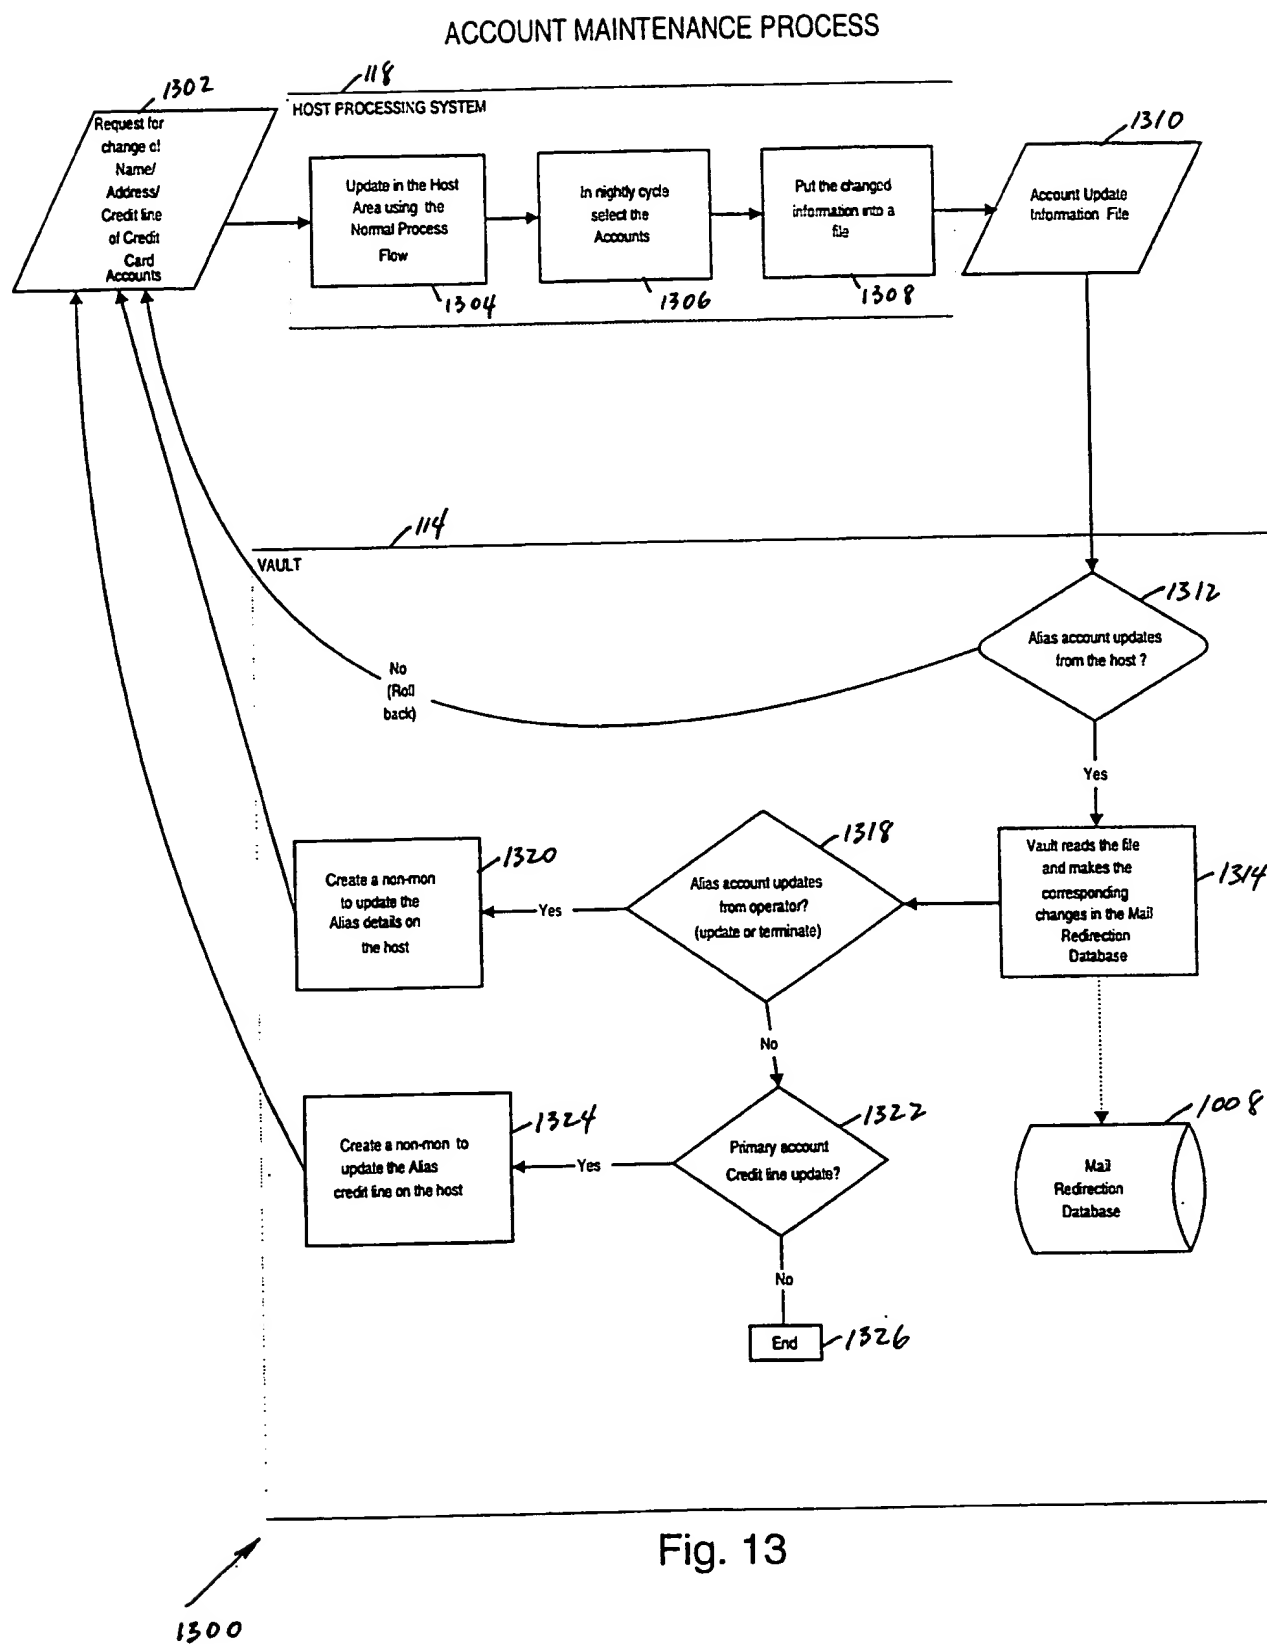 ACCOUNT MAINTENANCE PROCESS
1302
118
HOST PROCESSING SYSTEM
Request for
change of
Name/
Address/
Credit line
of Credit
Card
Accounts
Update in the Host
Area using the
Normal Process
Flow
1304
In nightly cycle
select the
Accounts
1306
Put the changed
information into a
file
1308
1310
Account Update
Information File
114
VAULT
1312
Alias account updates
from the host ?
No
(Roll
back)
Yes
1314
Vault reads the file
and makes the
corresponding
changes in the Mail
Redirection
Database
1318
Alias account updates
from operator?
(update or terminate)
Yes
1320
Create a non-mon
to update the
Alias details on
the host
No
1322
Primary account
Credit line update?
Yes
1324
Create a non-mon to
update the Alias
credit line on the host
1008
Mail
Redirection
Database
No
End
1326
Fig. 13
1300